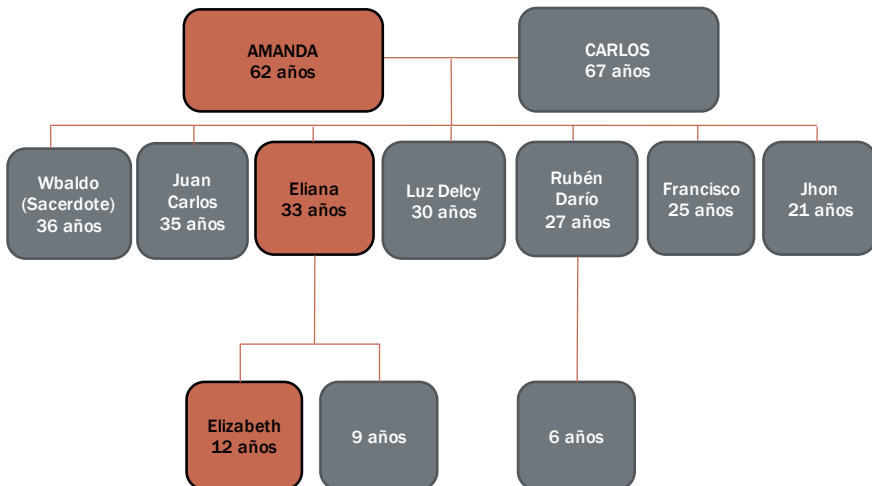 AMANDA
62 años
CARLOS
67 años
Wbaldo
(Sacerdote)
36 años
Juan
Carlos
35 años
Eliana
33 años
Luz Delcy
30 años
Rubén
Darío
27 años
Francisco
25 años
Jhon
21 años
Elizabeth
12 años
9 años
6 años